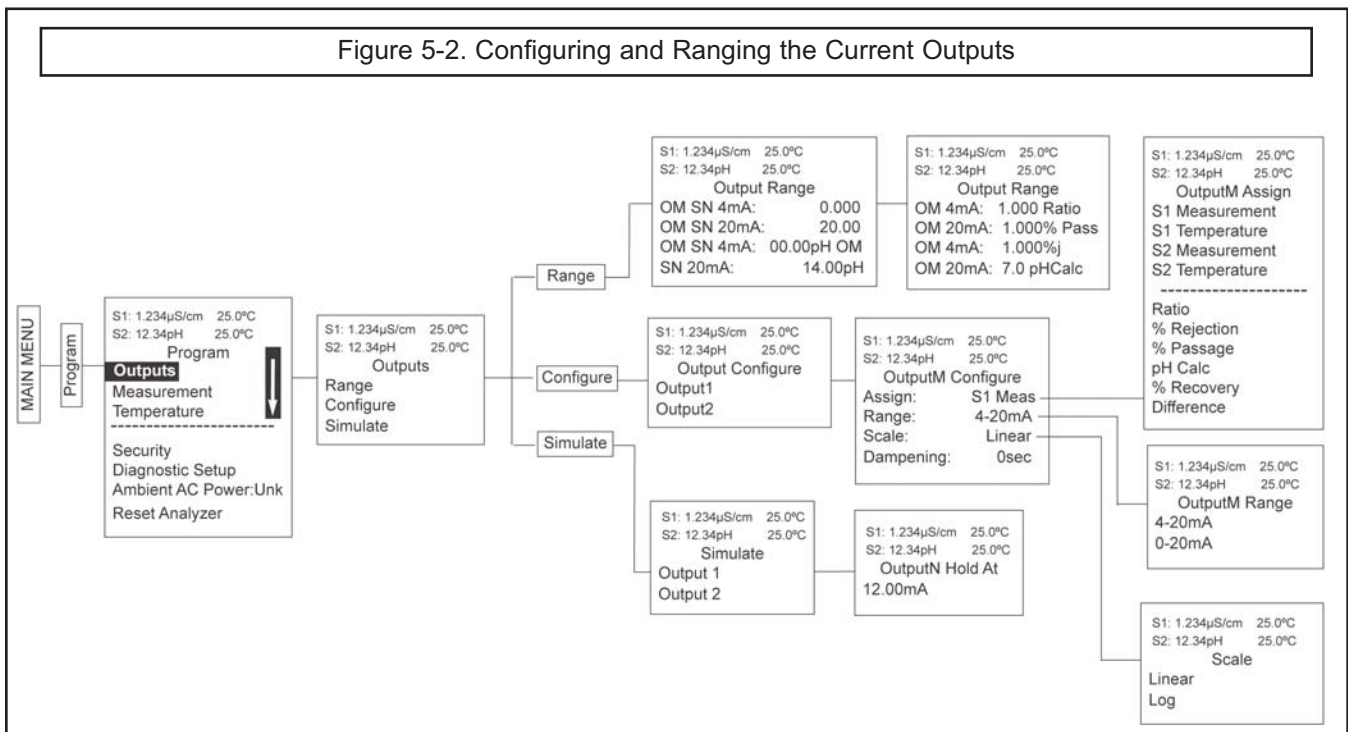 Figure 5-2. Configuring and Ranging the Current Outputs
MAIN MENU
Program
S1: 1.234µS/cm 25.0ºC
S2: 12.34pH 25.0ºC
Program
Outputs
Measurement
Temperature
----------------------
Security
Diagnostic Setup
Ambient AC Power:Unk
Reset Analyzer
S1: 1.234µS/cm 25.0ºC
S2: 12.34pH 25.0ºC
Outputs
Range
Configure
Simulate
Range
S1: 1.234µS/cm 25.0ºC
S2: 12.34pH 25.0ºC
Output Range
OM SN 4mA: 0.000
OM SN 20mA: 20.00
OM SN 4mA: 00.00pH OM
SN 20mA: 14.00pH
S1: 1.234µS/cm 25.0ºC
S2: 12.34pH 25.0ºC
Output Range
OM 4mA: 1.000 Ratio
OM 20mA: 1.000% Pass
OM 4mA: 1.000%j
OM 20mA: 7.0 pHCalc
Configure
S1: 1.234µS/cm 25.0ºC
S2: 12.34pH 25.0ºC
Output Configure
Output1
Output2
S1: 1.234µS/cm 25.0ºC
S2: 12.34pH 25.0ºC
OutputM Configure
Assign: S1 Meas
Range: 4-20mA
Scale: Linear
Dampening: 0sec
S1: 1.234µS/cm 25.0ºC
S2: 12.34pH 25.0ºC
OutputM Assign
S1 Measurement
S1 Temperature
S2 Measurement
S2 Temperature
----------------------
Ratio
% Rejection
% Passage
pH Calc
% Recovery
Difference
S1: 1.234µS/cm 25.0ºC
S2: 12.34pH 25.0ºC
OutputM Range
4-20mA
0-20mA
S1: 1.234µS/cm 25.0ºC
S2: 12.34pH 25.0ºC
Scale
Linear
Log
Simulate
S1: 1.234µS/cm 25.0ºC
S2: 12.34pH 25.0ºC
Simulate
Output 1
Output 2
S1: 1.234µS/cm 25.0ºC
S2: 12.34pH 25.0ºC
OutputN Hold At
12.00mA